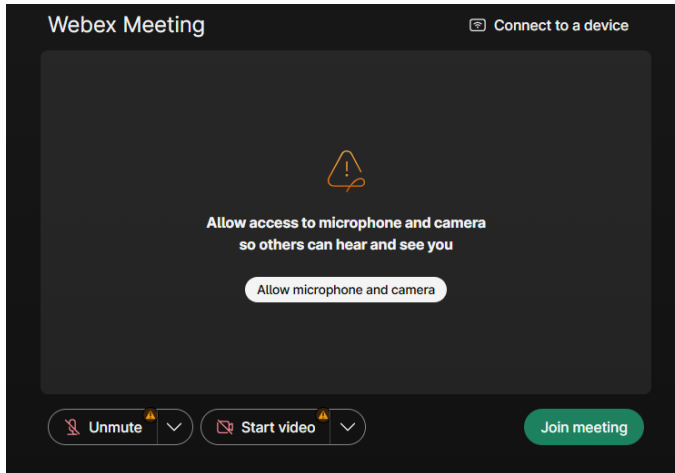 Webex Meeting
Connect to a device
Allow access to microphone and camera
so others can hear and see you
Allow microphone and camera
Unmute
Start video
Join meeting